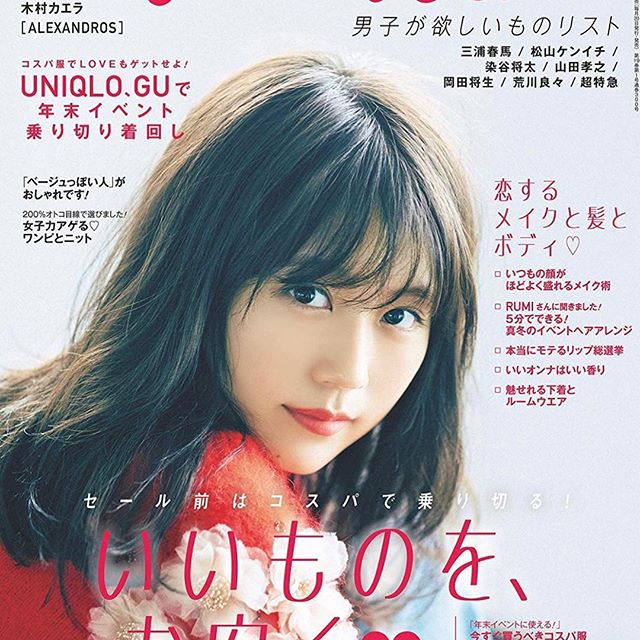 木村カエラ
[ALEXANDROS]
男子が欲しいものリスト
三浦春馬 / 松山ケンイチ /
染谷将太 / 山田孝之 /
岡田将生 / 荒川良々 / 超特急
コスパ服でLOVEもゲットせよ!
UNIQLO、GUで
年末イベント
乗り切り着回し
「ベージュっぽい人」が
おしゃれです!
200%オトコ目線で選びました!
女子力アゲる♡
ワンピとニット
恋する
メイクと髪と
ボディ♡
□ いつもの顔が
ほどよく盛れるメイク術
□ RUMIさんに聞きました!
5分でできる!
真冬のイベントヘアアレンジ
□ 本当にモテるリップ総選挙
□ いいオンナはいい香り
□ 魅せれる下着と
ルームウエア
セール前はコスパで乗り切る!
いいものを、
「年末イベントに使える!」
今すぐ買うべきコスパ服